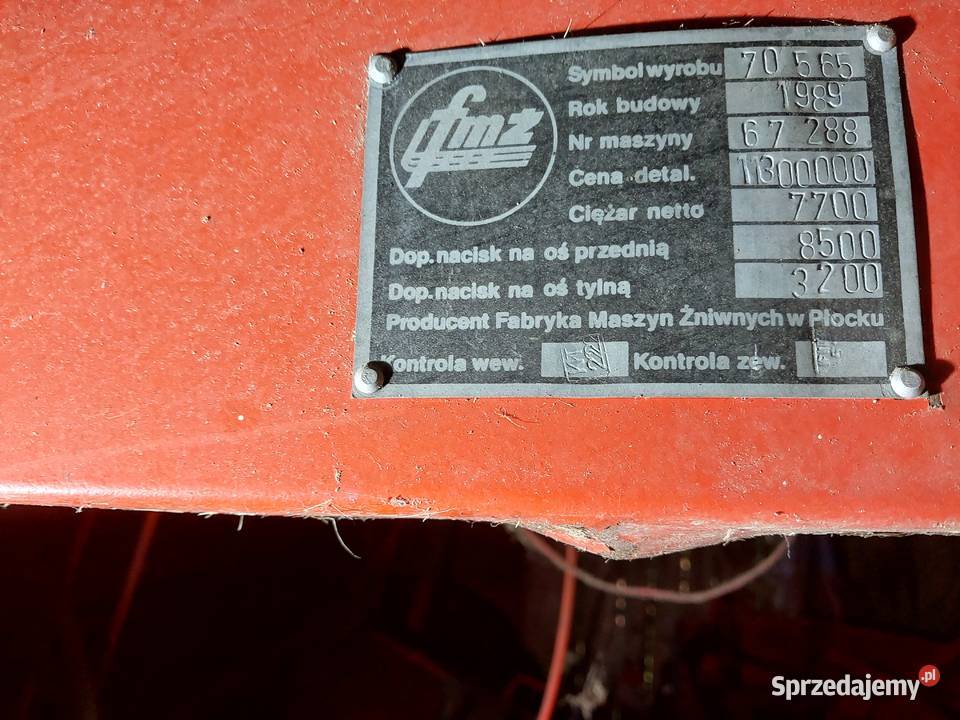 fmż
Symbol wyrobu 70 565
Rok budowy 1989
Nr maszyny 67 288
Cena detal. 11300000
Ciężar netto 7700
Dop. nacisk na oś przednią 8500
Dop. nacisk na oś tylną 3200
Producent Fabryka Maszyn Żniwnych w Płocku
Kontrola wew. Kontrola zew.
Sprzedajemy.pl